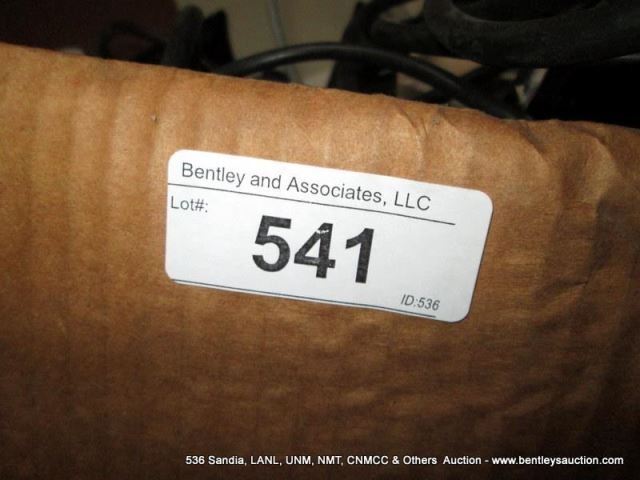 Bentley and Associates, LLC
Lot#:
541
ID:536
536 Sandia, LANL, UNM, NMT, CNMCC & Others Auction - www.bentleysauction.com